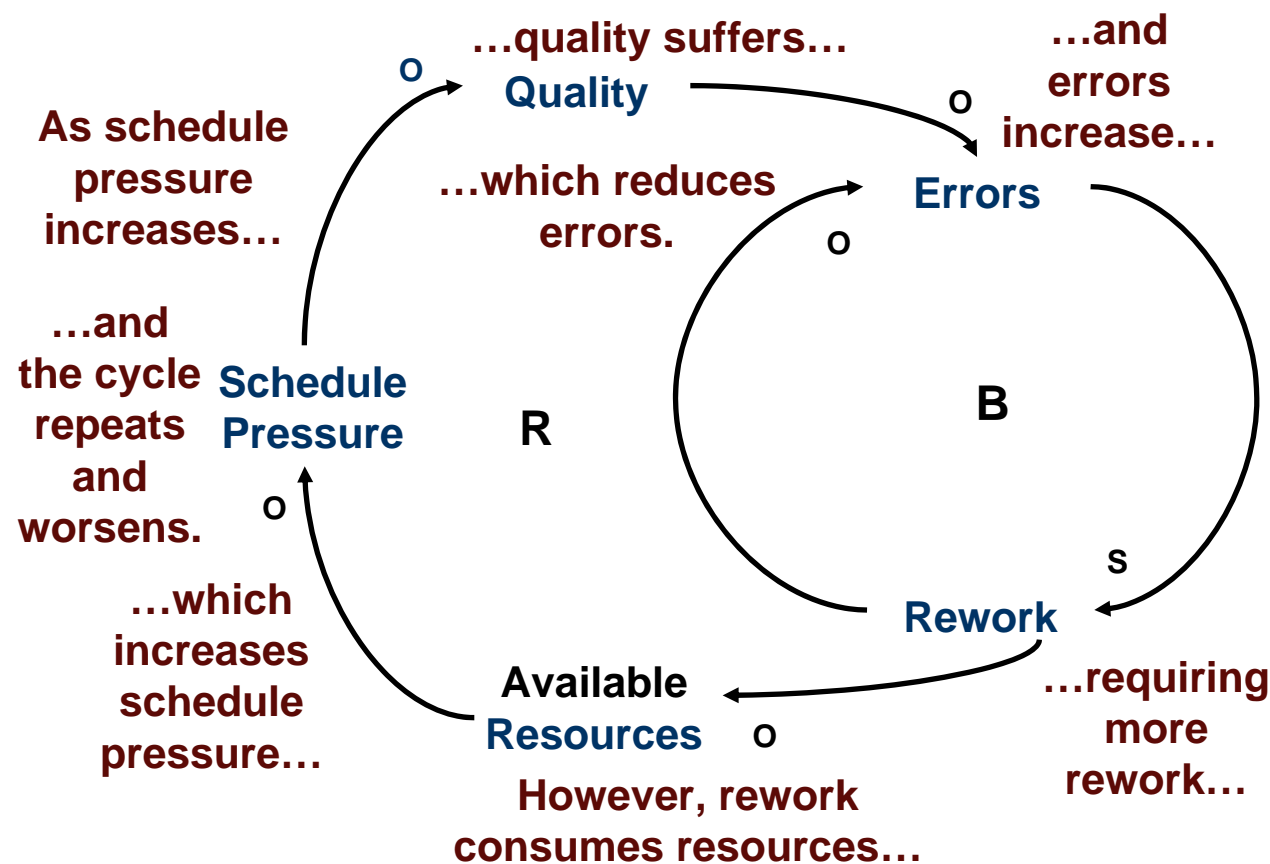 …quality suffers…
O
Quality
…and
errors
increase…
O
As schedule
pressure
increases…
…which reduces
errors.
O
Errors
…and
the cycle
repeats
and
worsens.
Schedule
Pressure
R
B
O
S
…which
increases
schedule
pressure…
Rework
Available
Resources
O
…requiring
more
rework…
However, rework
consumes resources…